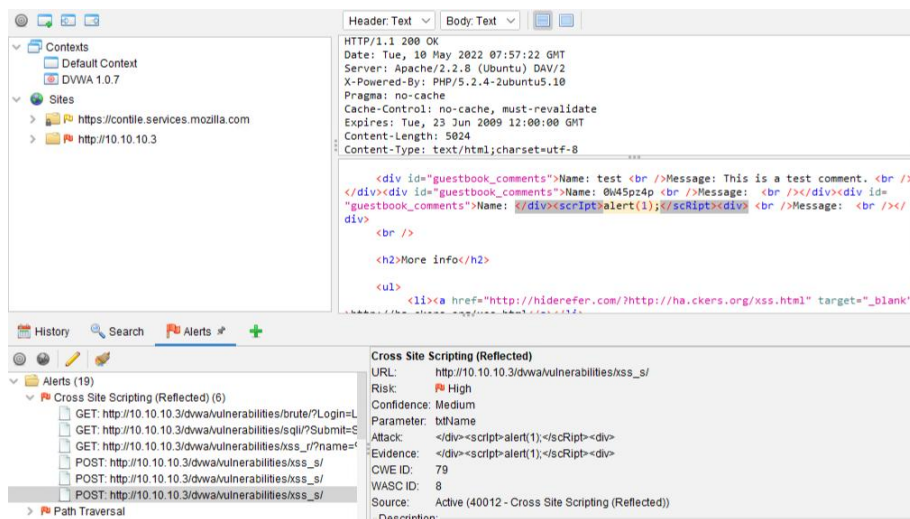 Header: Text Body: Text
Contexts
Default Context
DVWA 1.0.7
Sites
https://contile.services.mozilla.com
http://10.10.10.3
HTTP/1.1 200 OK
Date: Tue, 10 May 2022 07:57:22 GMT
Server: Apache/2.2.8 (Ubuntu) DAV/2
X-Powered-By: PHP/5.2.4-2ubuntu5.10
Pragma: no-cache
Cache-Control: no-cache, must-revalidate
Expires: Tue, 23 Jun 2009 12:00:00 GMT
Content-Length: 5024
Content-Type: text/html;charset=utf-8
<div id="guestbook_comments">Name: test <br />Message: This is a test comment. <br />
</div><div id="guestbook_comments">Name: 0W45pz4p <br />Message:  <br /></div><div id=
"guestbook_comments">Name: </div><scrIpt>alert(1);</scRipt><div> <br />Message:  <br /></
div>
<br />
<h2>More info</h2>
<ul>
<li><a href="http://hiderefer.com/?http://ha.ckers.org/xss.html" target="_blank"
>http://ha.ckers.org/xss.html</a></li>
History Search Alerts
Alerts (19)
Cross Site Scripting (Reflected) (6)
GET: http://10.10.10.3/dvwa/vulnerabilities/brute/?Login=L
GET: http://10.10.10.3/dvwa/vulnerabilities/sqli/?Submit=S
GET: http://10.10.10.3/dvwa/vulnerabilities/xss_r/?name=
POST: http://10.10.10.3/dvwa/vulnerabilities/xss_s/
POST: http://10.10.10.3/dvwa/vulnerabilities/xss_s/
POST: http://10.10.10.3/dvwa/vulnerabilities/xss_s/
Path Traversal
Cross Site Scripting (Reflected)
URL: http://10.10.10.3/dvwa/vulnerabilities/xss_s/
Risk: High
Confidence: Medium
Parameter: txtName
Attack: </div><scrIpt>alert(1);</scRipt><div>
Evidence: </div><scrIpt>alert(1);</scRipt><div>
CWE ID: 79
WASC ID: 8
Source: Active (40012 - Cross Site Scripting (Reflected))
Description: